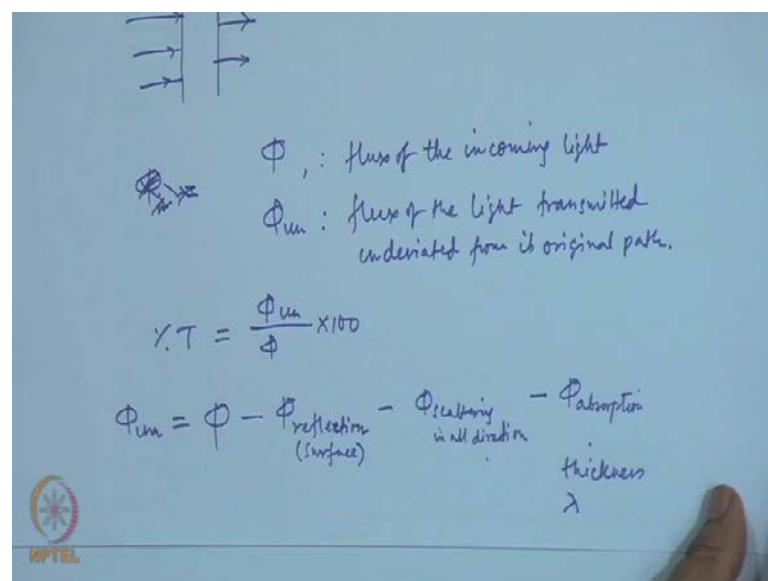 Φ, : flux of the incoming light
Φun : flux of the light transmitted
undeviated from is original path.
%T = Φun / Φ ×100
Φun = Φ - Φreflection (surface) - Φscattering in all direction - Φabsorption
thickness
λ
NPTEL